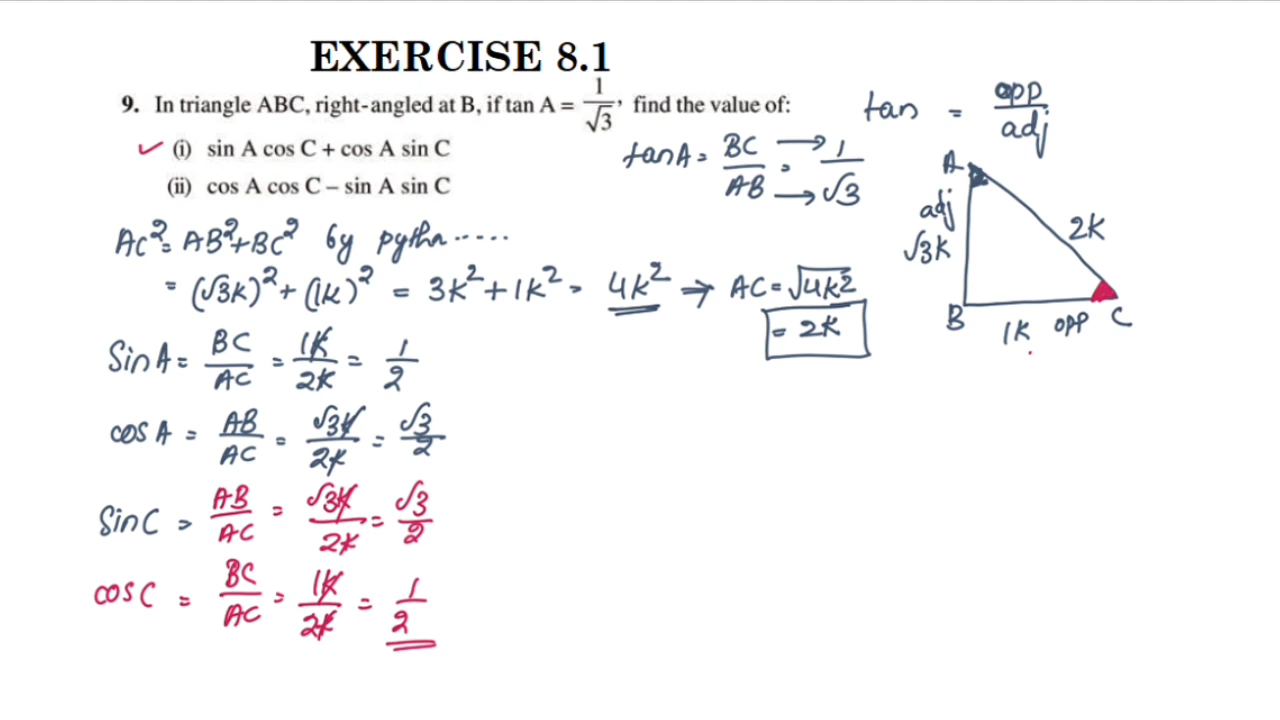 EXERCISE 8.1
9. In triangle ABC, right-angled at B, if tan A = 1/√3, find the value of:
(i) sin A cos C + cos A sin C
(ii) cos A cos C – sin A sin C
tan = opp/adj
tanA = BC/AB = → 1 / → √3
A
adj
√3K
2K
B
1K opp C
AC² = AB² + BC² by pytha......
= (√3K)² + (1K)² = 3K² + 1K² = 4K² → AC = √4K²
= 2K
SinA = BC/AC = 1K/2K = 1/2
cosA = AB/AC = √3K/2K = √3/2
SinC = AB/AC = √3K/2K = √3/2
cosC = BC/AC = 1K/2K = 1/2